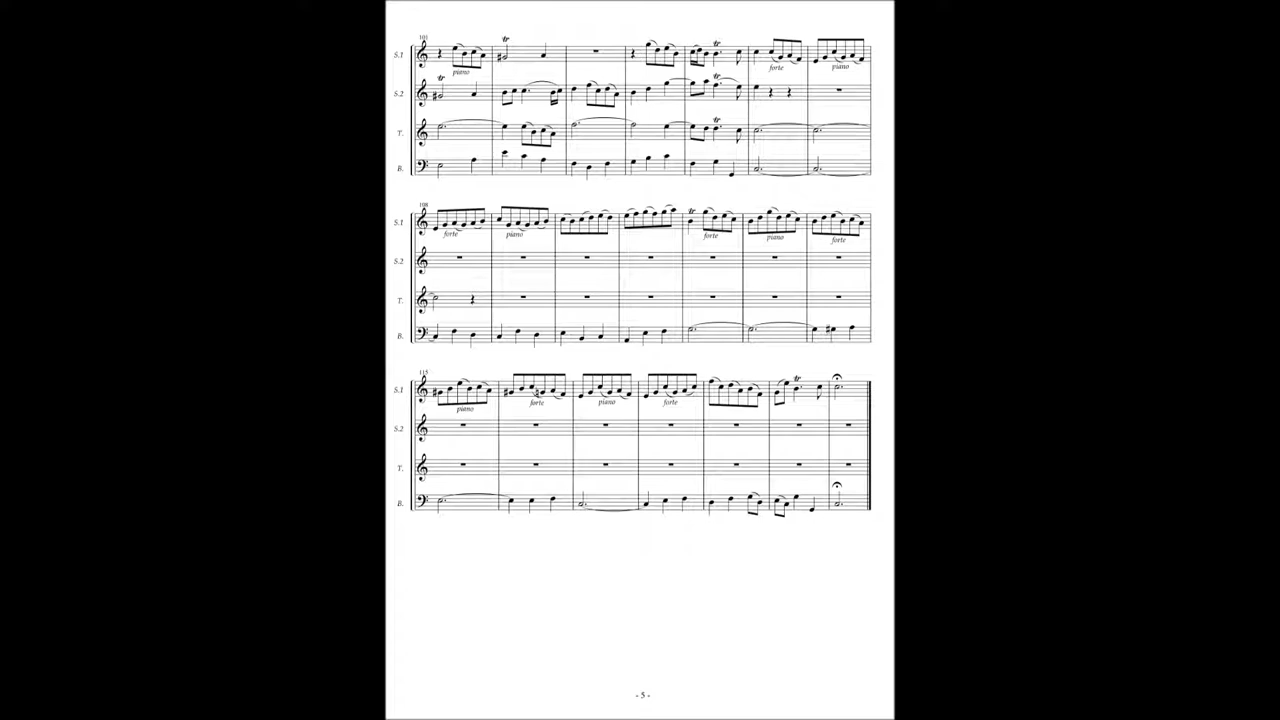 101
S.1
piano
forte
piano
S.2
T.
B.
108
S.1
forte
piano
forte
piano
forte
S.2
T.
B.
115
S.1
piano
forte
piano
forte
S.2
T.
B.
- 5 -